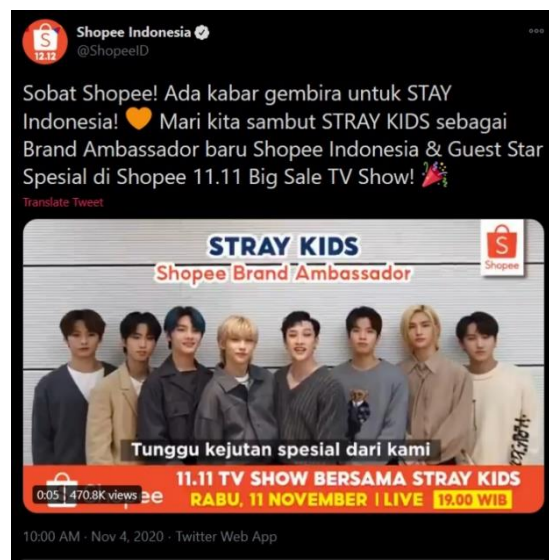 Shopee Indonesia
@ShopeeID
S
12.12
Sobat Shopee! Ada kabar gembira untuk STAY
Indonesia! 🧡 Mari kita sambut STRAY KIDS sebagai
Brand Ambassador baru Shopee Indonesia & Guest Star
Spesial di Shopee 11.11 Big Sale TV Show! 🎉
Translate Tweet
STRAY KIDS
Shopee Brand Ambassador
S
Shopee
Tunggu kejutan spesial dari kami
11.11 TV SHOW BERSAMA STRAY KIDS
RABU, 11 NOVEMBER | LIVE 19.00 WIB
0:05 470.8K views
ee
10:00 AM · Nov 4, 2020 · Twitter Web App